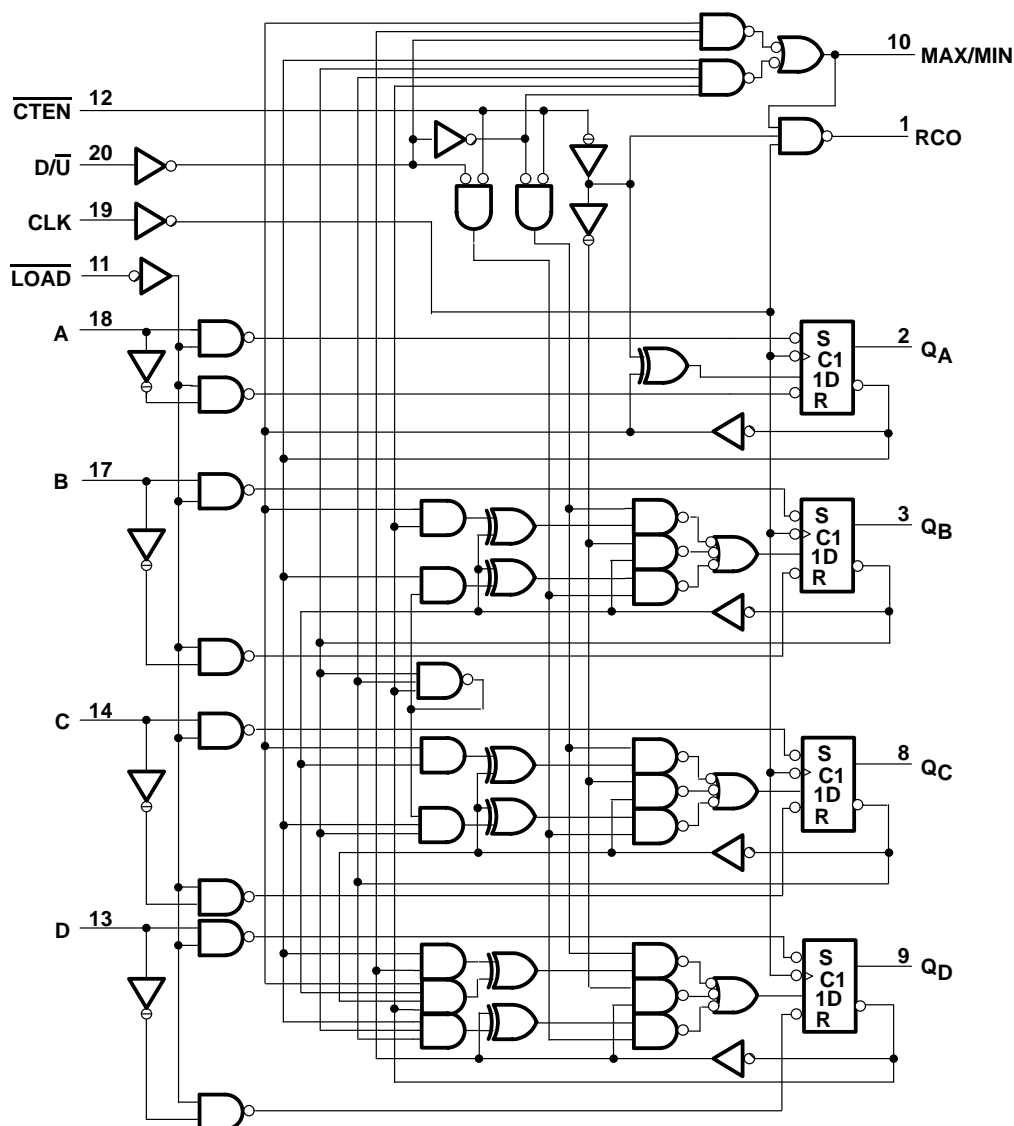 10 MAX/MIN
CTEN 12
1 RCO
D/U 20
CLK 19
LOAD 11
A 18
S
C1
1D
R
2 QA
B 17
S
C1
1D
R
3 QB
C 14
S
C1
1D
R
8 QC
D 13
S
C1
1D
R
9 QD